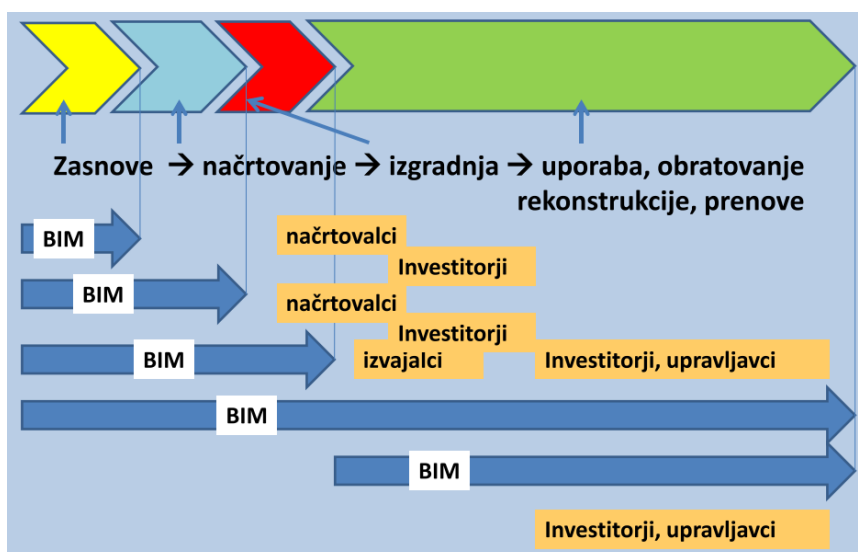 Zasnove → načrtovanje → izgradnja → uporaba, obratovanje
rekonstrukcije, prenove
BIM
načrtovalci
Investitorji
BIM
načrtovalci
Investitorji
BIM
izvajalci
Investitorji, upravljavci
BIM
BIM
Investitorji, upravljavci